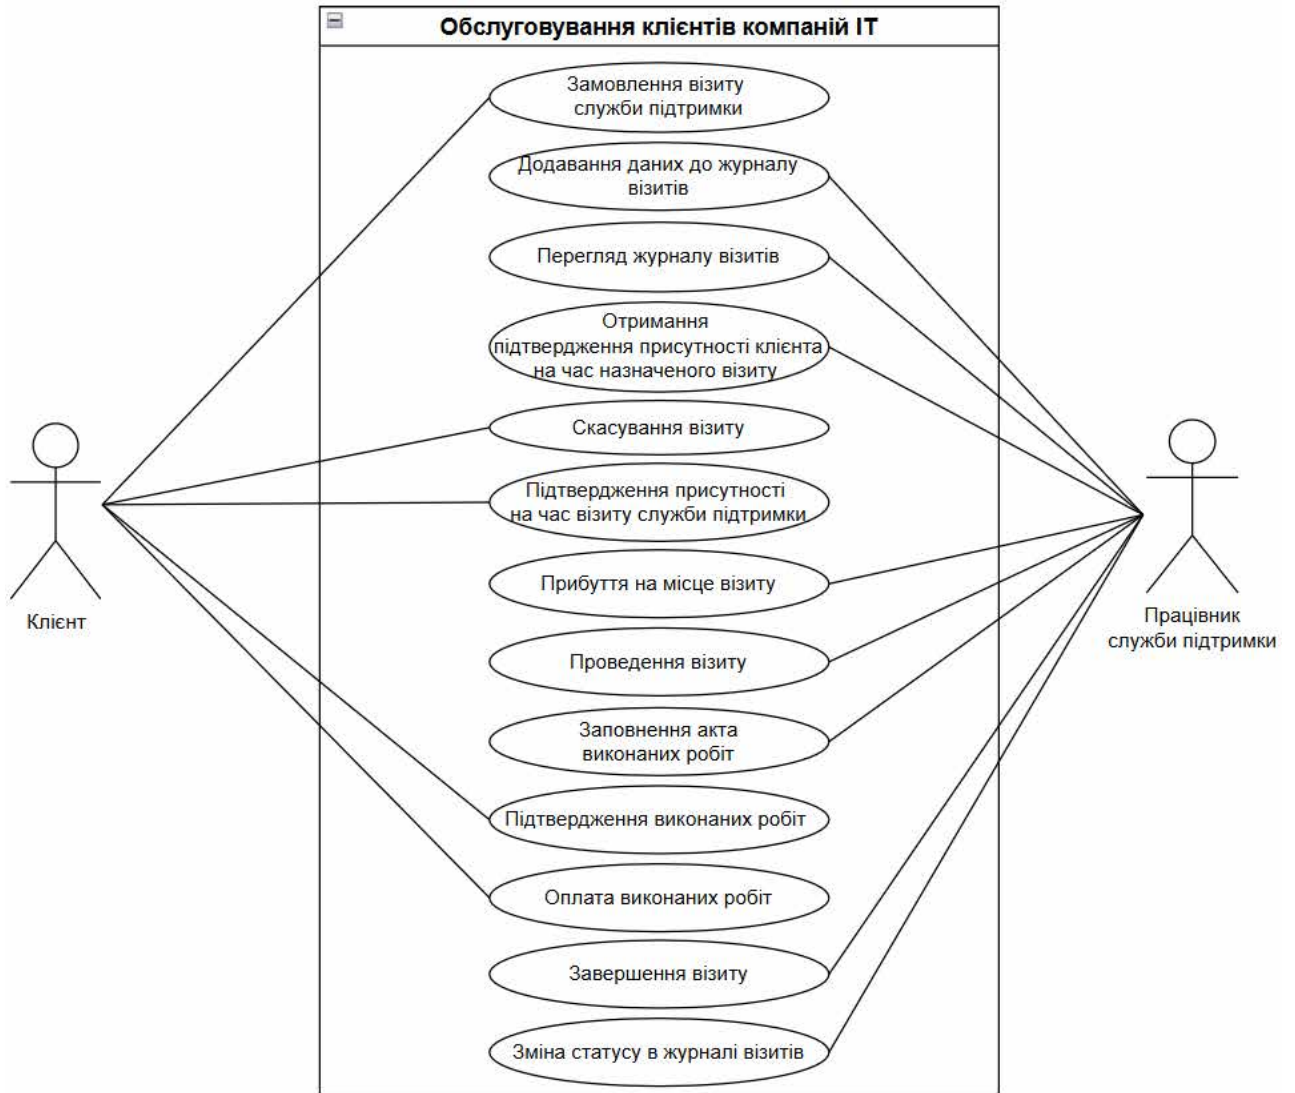 Обслуговування клієнтів компаній ІТ
Замовлення візиту
служби підтримки
Додавання даних до журналу
візитів
Перегляд журналу візитів
Отримання
підтвердження присутності клієнта
на час назначеного візиту
Скасування візиту
Підтвердження присутності
на час візиту служби підтримки
Прибуття на місце візиту
Клієнт
Працівник
служби підтримки
Проведення візиту
Заповнення акта
виконаних робіт
Підтвердження виконаних робіт
Оплата виконаних робіт
Завершення візиту
Зміна статусу в журналі візитів